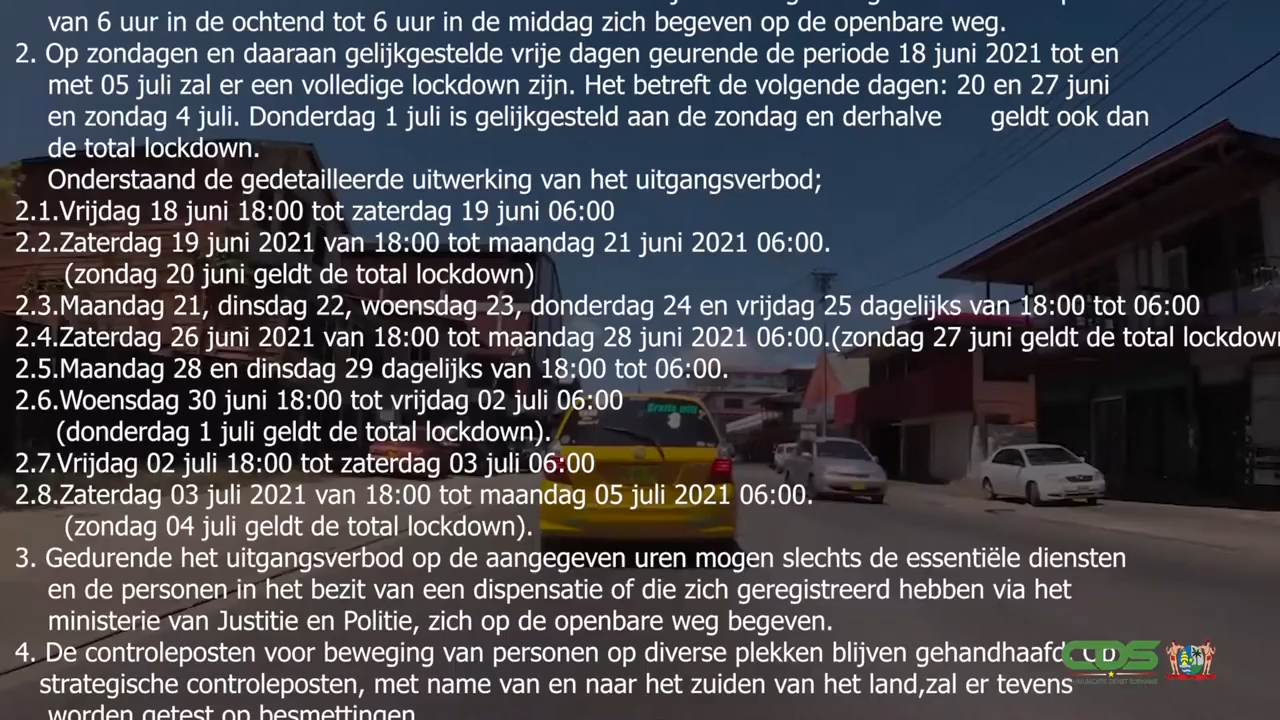 van 6 uur in de ochtend tot 6 uur in de middag zich begeven op de openbare weg.
2. Op zondagen en daaraan gelijkgestelde vrije dagen geurende de periode 18 juni 2021 tot en
met 05 juli zal er een volledige lockdown zijn. Het betreft de volgende dagen: 20 en 27 juni
en zondag 4 juli. Donderdag 1 juli is gelijkgesteld aan de zondag en derhalve geldt ook dan
de total lockdown.
Onderstaand de gedetailleerde uitwerking van het uitgangsverbod;
2.1.Vrijdag 18 juni 18:00 tot zaterdag 19 juni 06:00
2.2.Zaterdag 19 juni 2021 van 18:00 tot maandag 21 juni 2021 06:00.
(zondag 20 juni geldt de total lockdown)
2.3.Maandag 21, dinsdag 22, woensdag 23, donderdag 24 en vrijdag 25 dagelijks van 18:00 tot 06:00
2.4.Zaterdag 26 juni 2021 van 18:00 tot maandag 28 juni 2021 06:00.(zondag 27 juni geldt de total lockdown
2.5.Maandag 28 en dinsdag 29 dagelijks van 18:00 tot 06:00.
2.6.Woensdag 30 juni 18:00 tot vrijdag 02 juli 06:00
(donderdag 1 juli geldt de total lockdown).
2.7.Vrijdag 02 juli 18:00 tot zaterdag 03 juli 06:00
2.8.Zaterdag 03 juli 2021 van 18:00 tot maandag 05 juli 2021 06:00.
(zondag 04 juli geldt de total lockdown).
3. Gedurende het uitgangsverbod op de aangegeven uren mogen slechts de essentiële diensten
en de personen in het bezit van een dispensatie of die zich geregistreerd hebben via het
ministerie van Justitie en Politie, zich op de openbare weg begeven.
4. De controleposten voor beweging van personen op diverse plekken blijven gehandhaafd. Op
strategische controleposten, met name van en naar het zuiden van het land,zal er tevens
worden getest op besmettingen
CDS